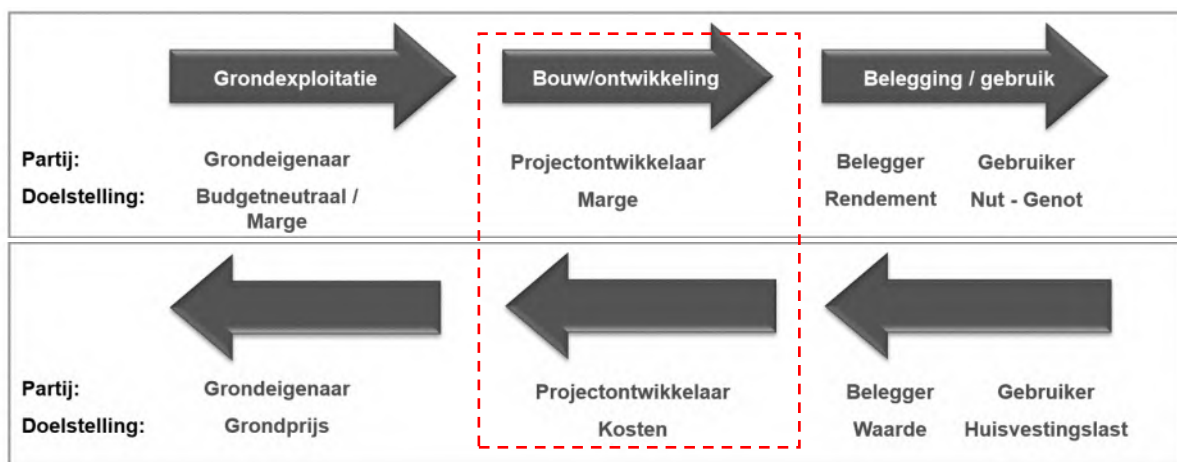 Grondexploitatie Bouw/ontwikkeling Belegging / gebruik
Partij: Grondeigenaar Projectontwikkelaar Belegger Gebruiker
Doelstelling: Budgetneutraal / Marge Rendement Nut - Genot
Marge
Partij: Grondeigenaar Projectontwikkelaar Belegger Gebruiker
Doelstelling: Grondprijs Kosten Waarde Huisvestingslast